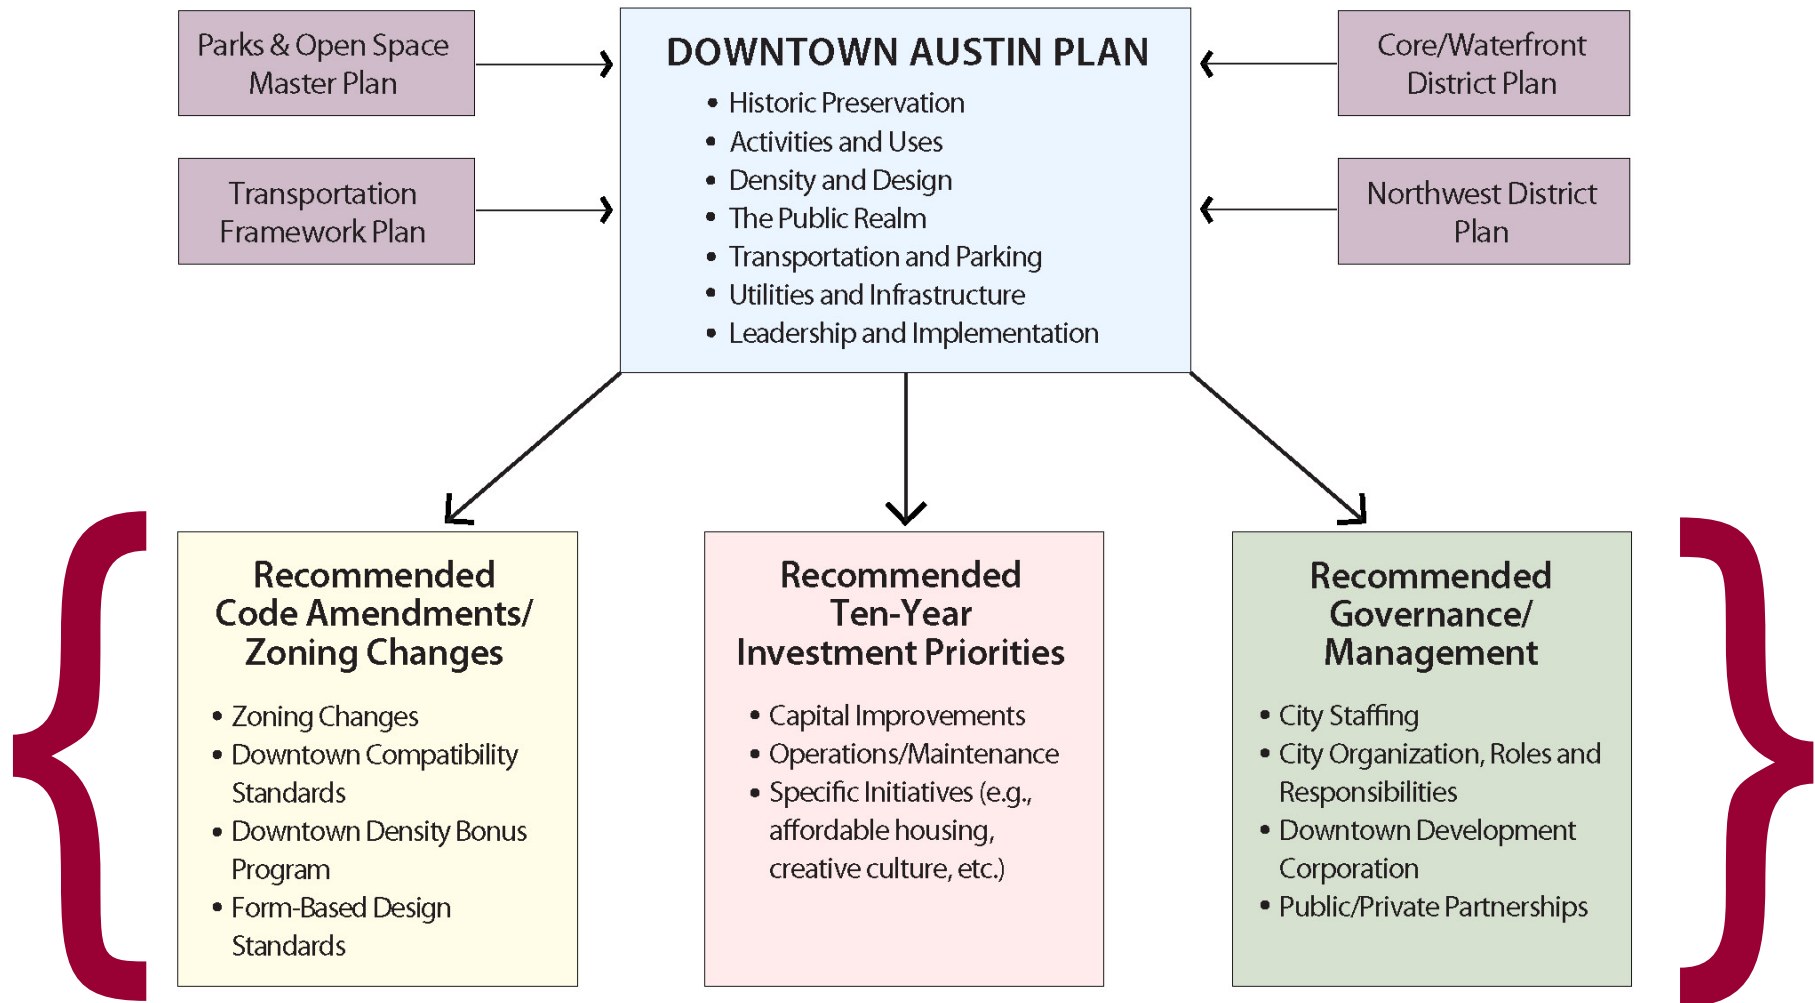 Parks & Open Space
Master Plan
Transportation
Framework Plan
DOWNTOWN AUSTIN PLAN
• Historic Preservation
• Activities and Uses
• Density and Design
• The Public Realm
• Transportation and Parking
• Utilities and Infrastructure
• Leadership and Implementation
Core/Waterfront
District Plan
Northwest District
Plan
Recommended
Code Amendments/
Zoning Changes
• Zoning Changes
• Downtown Compatibility
Standards
• Downtown Density Bonus
Program
• Form-Based Design
Standards
Recommended
Ten-Year
Investment Priorities
• Capital Improvements
• Operations/Maintenance
• Specific Initiatives (e.g.,
affordable housing,
creative culture, etc.)
Recommended
Governance/
Management
• City Staffing
• City Organization, Roles and
Responsibilities
• Downtown Development
Corporation
• Public/Private Partnerships